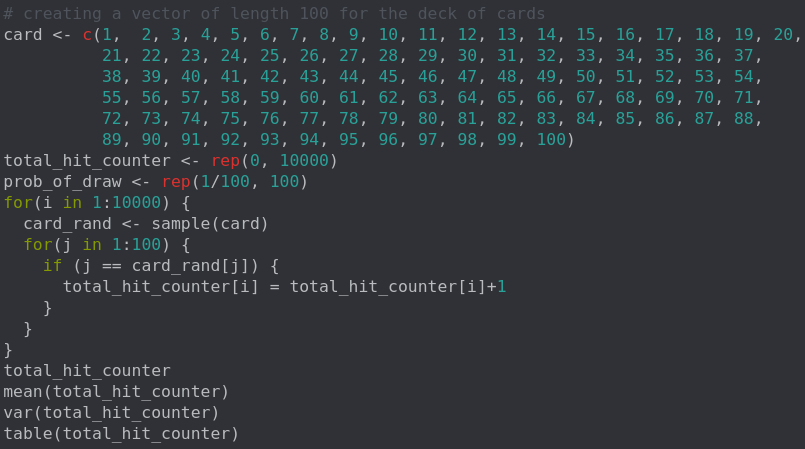 # creating a vector of length 100 for the deck of cards
card <- c(1,  2, 3, 4, 5, 6, 7, 8, 9, 10, 11, 12, 13, 14, 15, 16, 17, 18, 19, 20,
          21, 22, 23, 24, 25, 26, 27, 28, 29, 30, 31, 32, 33, 34, 35, 36, 37,
          38, 39, 40, 41, 42, 43, 44, 45, 46, 47, 48, 49, 50, 51, 52, 53, 54,
          55, 56, 57, 58, 59, 60, 61, 62, 63, 64, 65, 66, 67, 68, 69, 70, 71,
          72, 73, 74, 75, 76, 77, 78, 79, 80, 81, 82, 83, 84, 85, 86, 87, 88,
          89, 90, 91, 92, 93, 94, 95, 96, 97, 98, 99, 100)
total_hit_counter <- rep(0, 10000)
prob_of_draw <- rep(1/100, 100)
for(i in 1:10000) {
  card_rand <- sample(card)
  for(j in 1:100) {
    if (j == card_rand[j]) {
      total_hit_counter[i] = total_hit_counter[i]+1
    }
  }
}
total_hit_counter
mean(total_hit_counter)
var(total_hit_counter)
table(total_hit_counter)